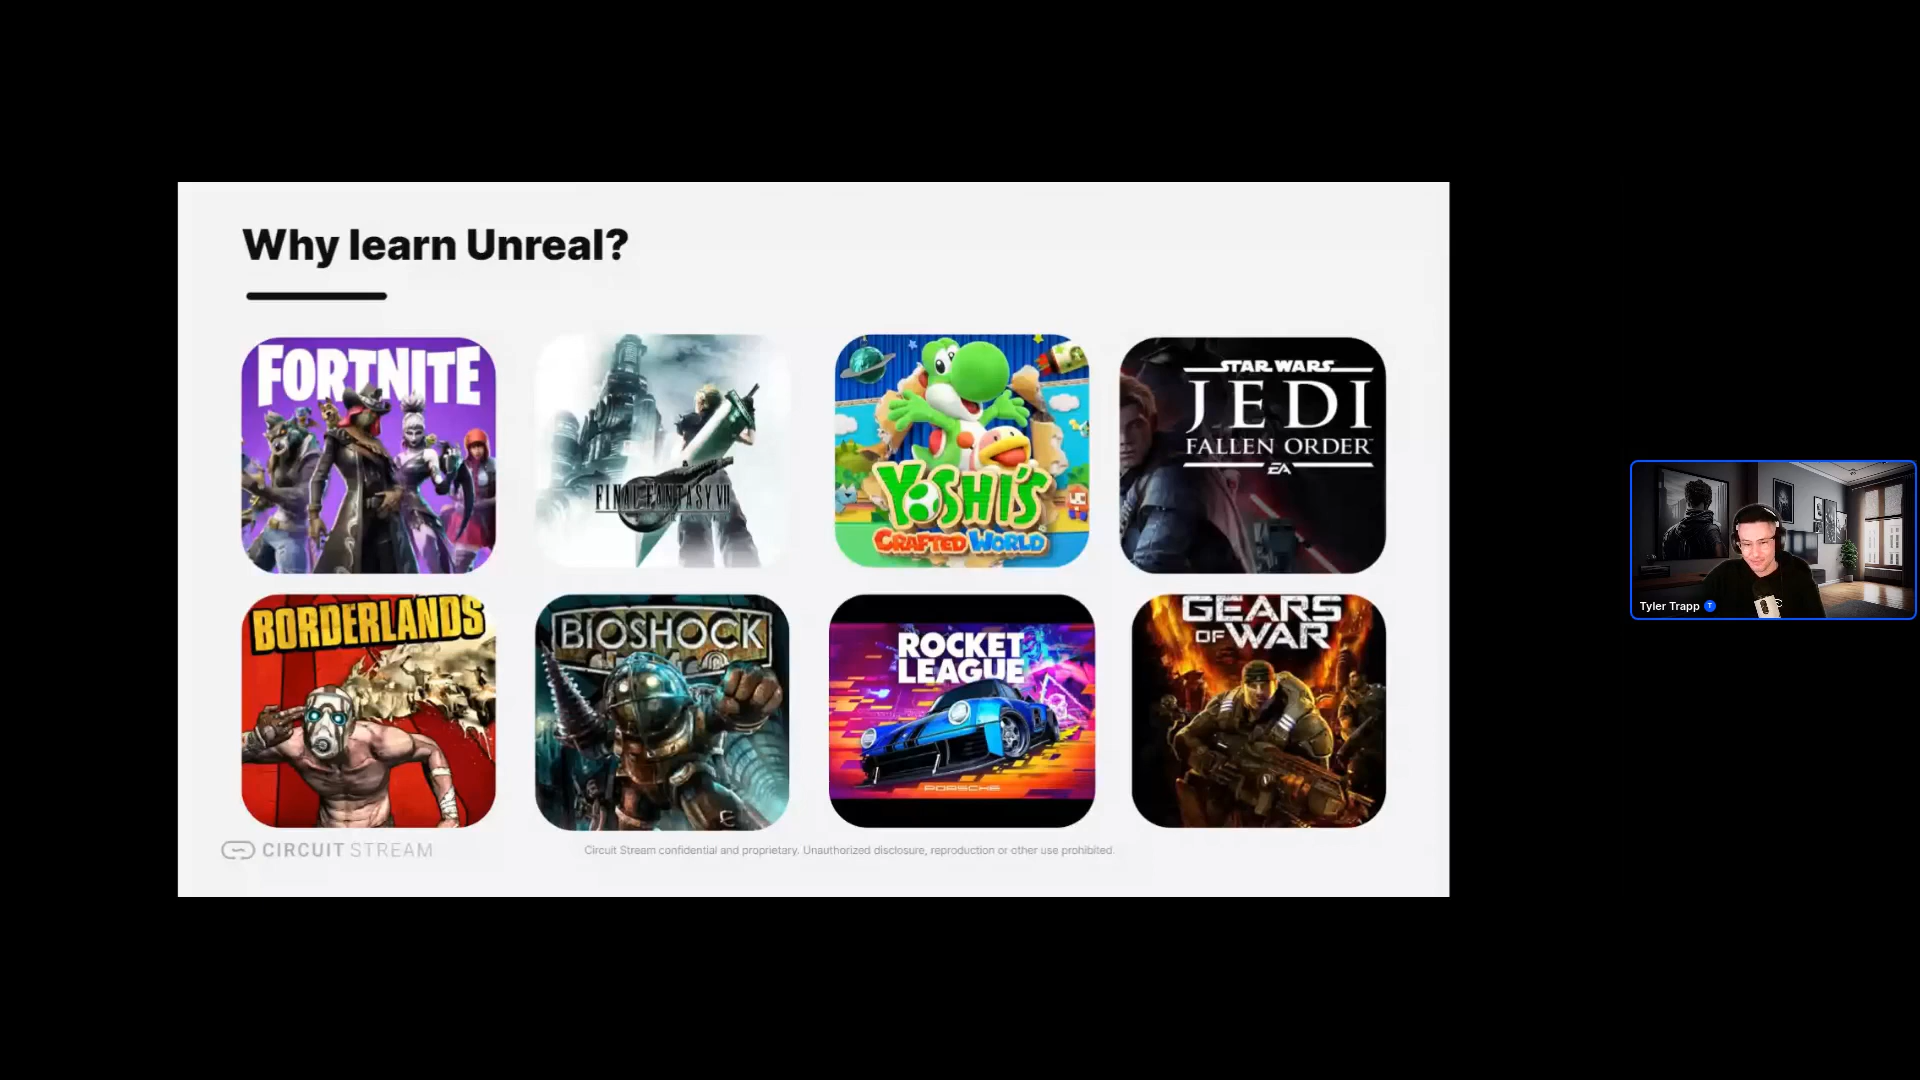 Why learn Unreal?
FORTNITE
FINAL FANTASY VII
YOSHI'S
CRAFTED WORLD
STAR WARS
JEDI
FALLEN ORDER
EA
BORDERLANDS
BIOSHOCK
ROCKET
LEAGUE
PORSCHE
GEARS
OF WAR
CIRCUIT STREAM
Circuit Stream confidential and proprietary. Unauthorized disclosure, reproduction or other use prohibited.
Tyler Trapp T